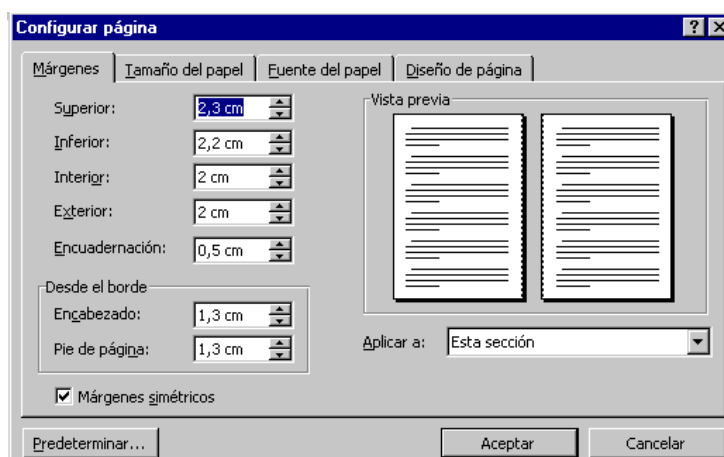 Configurar página
Márgenes Tamaño del papel Fuente del papel Diseño de página
Superior: 2,3 cm
Inferior: 2,2 cm
Interior: 2 cm
Exterior: 2 cm
Encuadernación: 0,5 cm
Desde el borde
Encabezado: 1,3 cm
Pie de página: 1,3 cm
Márgenes simétricos
Vista previa
Aplicar a: Esta sección
Predeterminar... Aceptar Cancelar